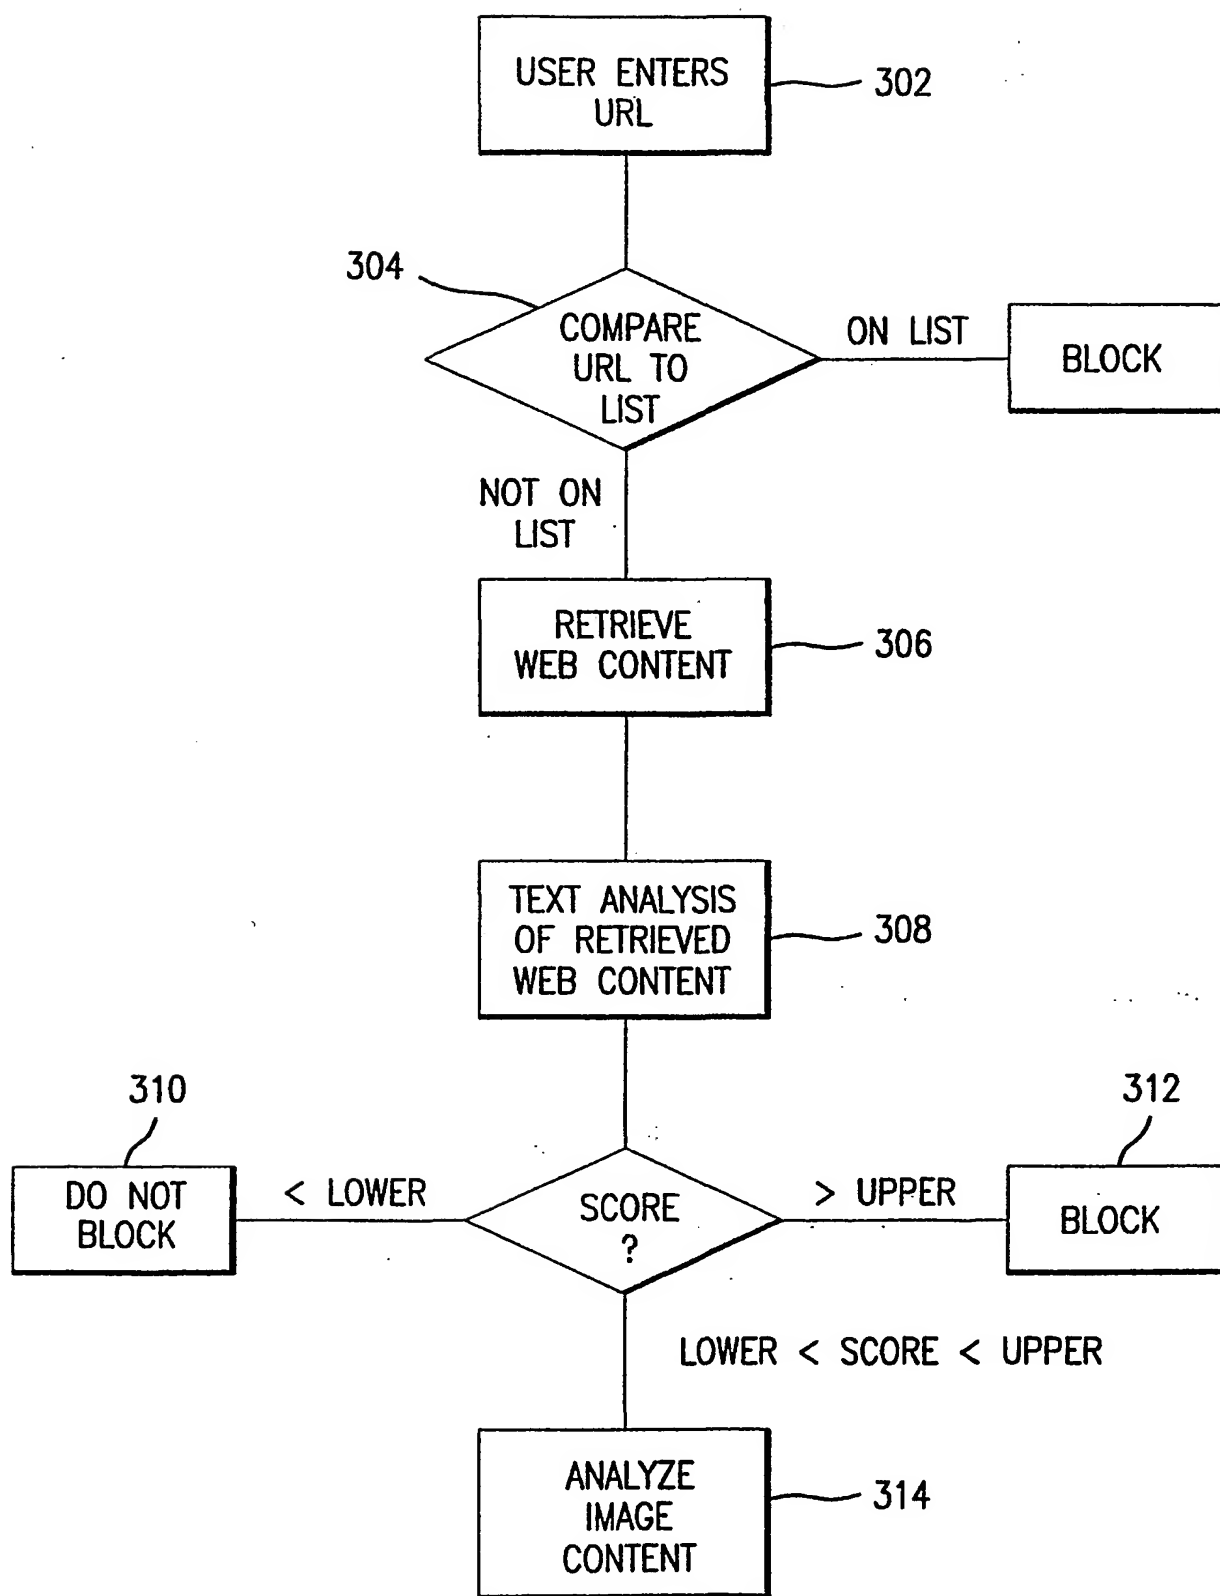 USER ENTERS
URL
302
304
COMPARE
URL TO
LIST
ON LIST
BLOCK
NOT ON
LIST
RETRIEVE
WEB CONTENT
306
TEXT ANALYSIS
OF RETRIEVED
WEB CONTENT
308
310
312
DO NOT
BLOCK
< LOWER
SCORE
?
> UPPER
BLOCK
LOWER < SCORE < UPPER
ANALYZE
IMAGE
CONTENT
314